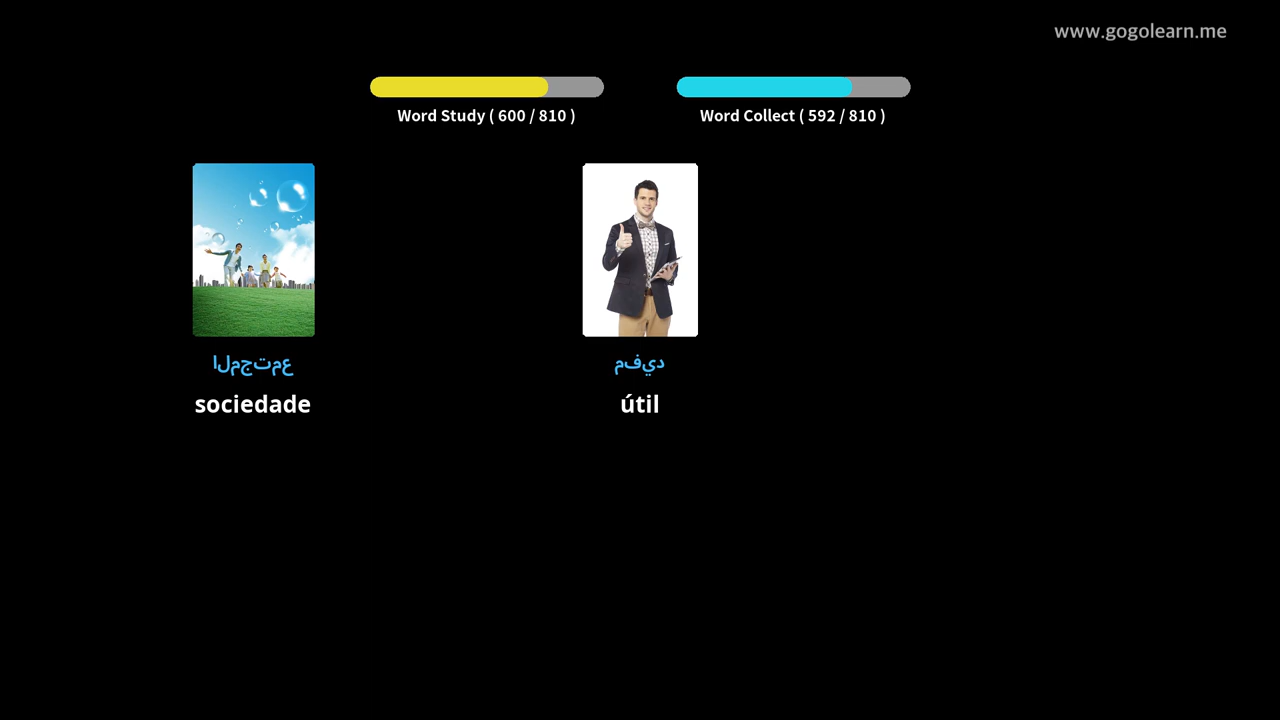 www.gogolearn.me
Word Study ( 600 / 810 )
Word Collect ( 592 / 810 )
المجتمع
sociedade
مفيد
útil